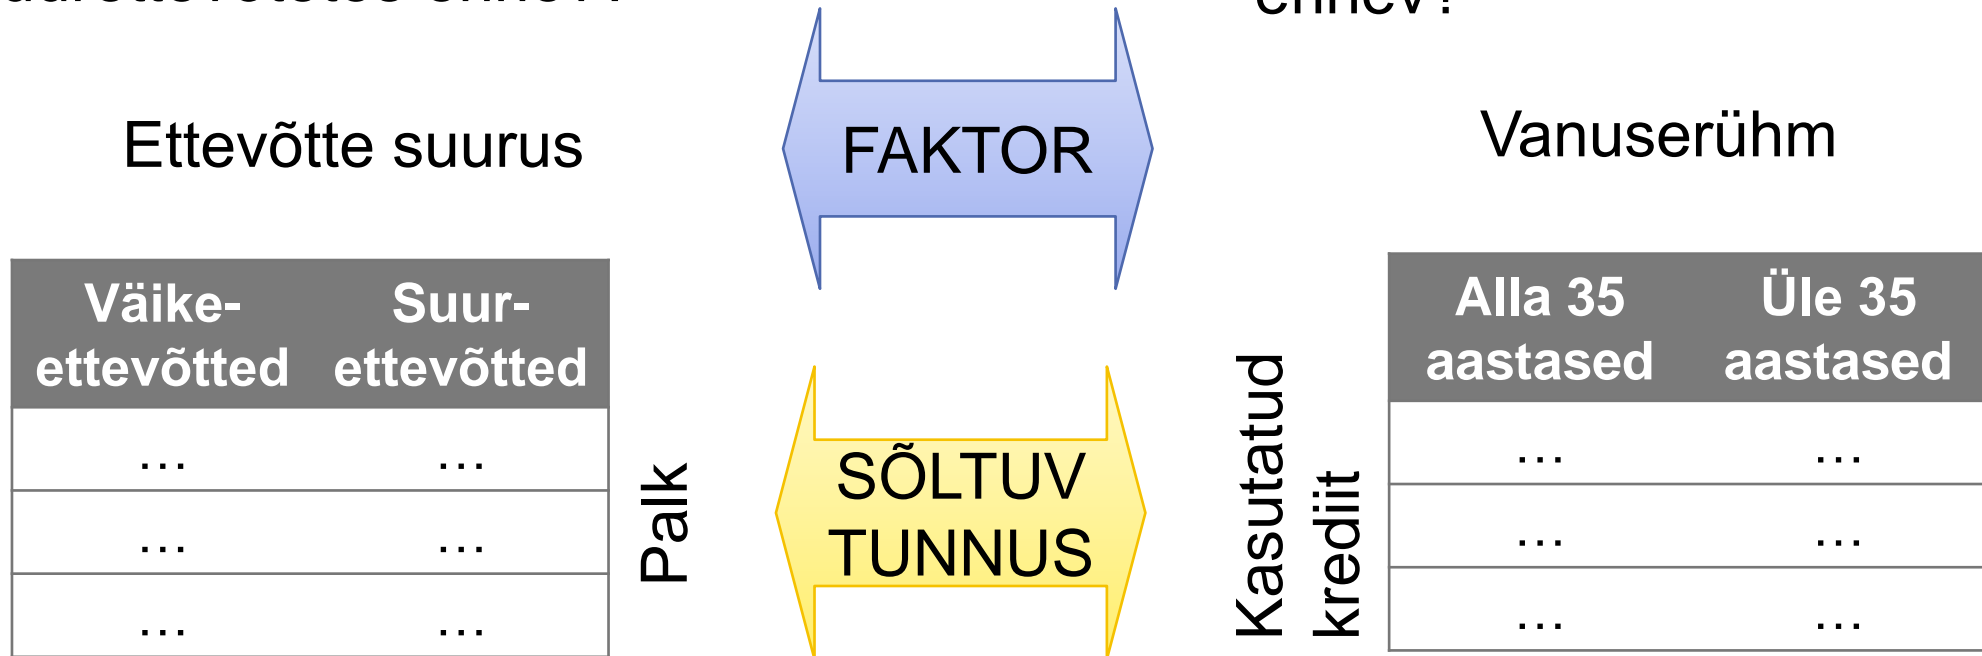 Ettevõtte suurus
FAKTOR
Vanuserühm
Väike-
ettevõtted
Suur-
ettevõtted
… …
… …
… …
Palk
SÕLTUV
TUNNUS
Kasutatud
krediit
Alla 35
aastased
Üle 35
aastased
… …
… …
… …